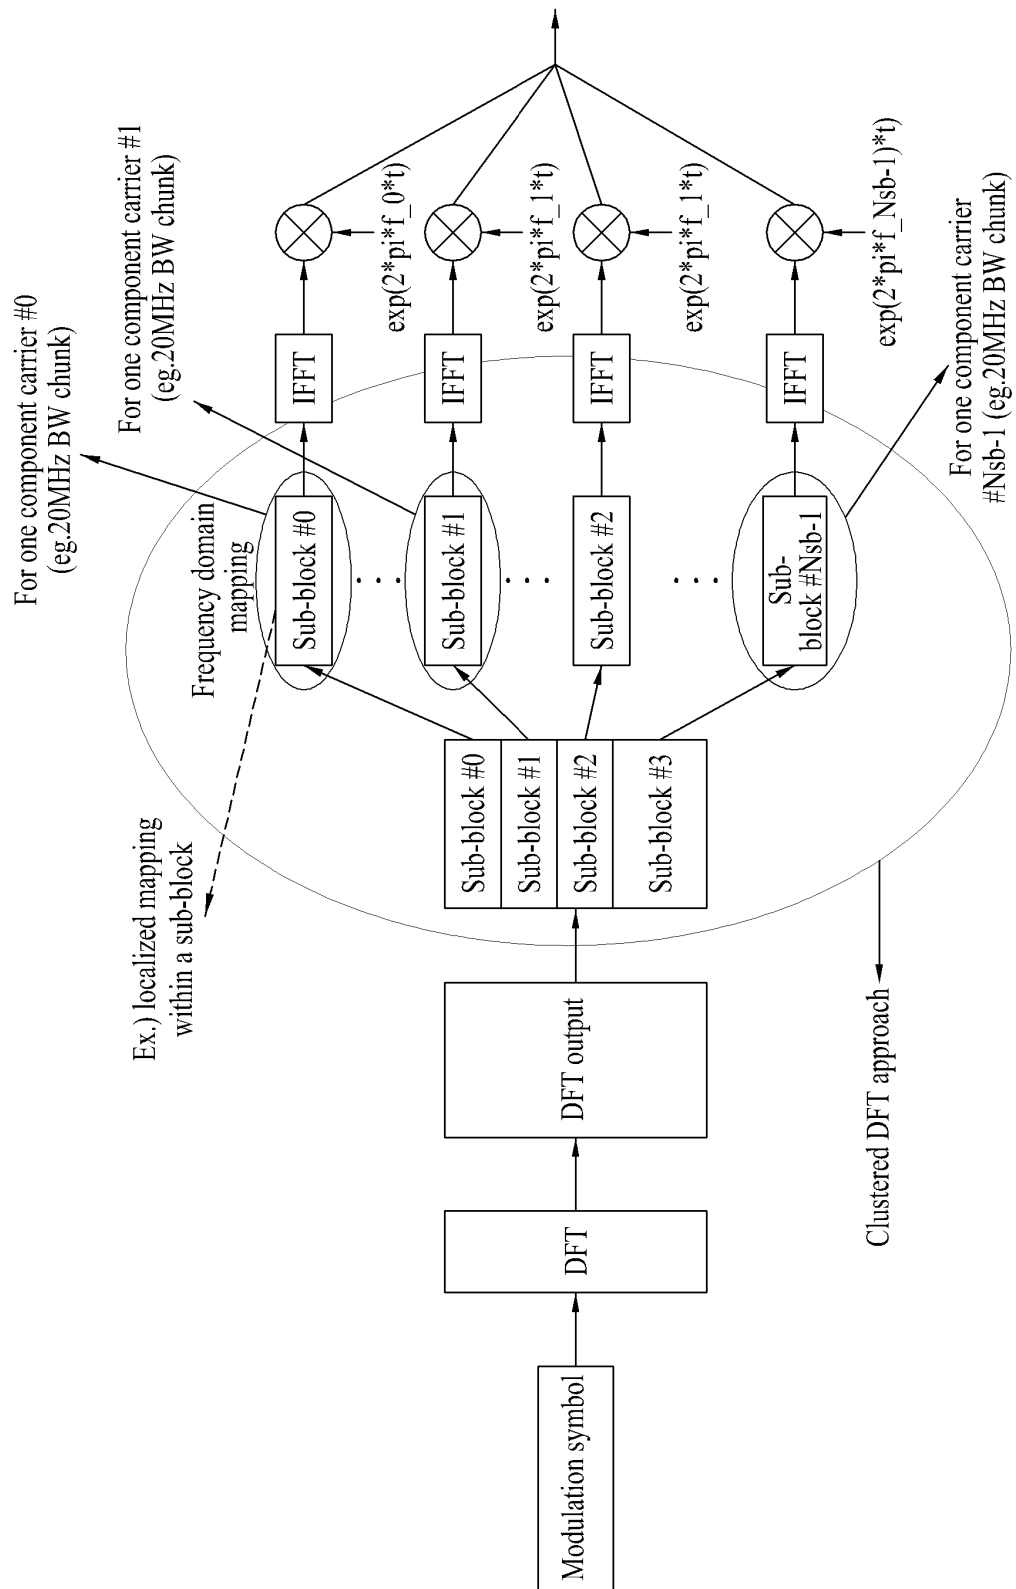 Modulation symbol
DFT
DFT output
Sub-block #0
Sub-block #1
Sub-block #2
Sub-block #3
Ex.) localized mapping
within a sub-block
Frequency domain
mapping
Sub-block #0
. . .
Sub-block #1
. . .
Sub-block #2
. . .
Sub-
block #Nsb-1
For one component carrier #0
(eg.20MHz BW chunk)
For one component carrier #1
(eg.20MHz BW chunk)
For one component carrier
#Nsb-1 (eg.20MHz BW chunk)
IFFT
IFFT
IFFT
IFFT
exp(2*pi*f_0*t)
exp(2*pi*f_1*t)
exp(2*pi*f_1*t)
exp(2*pi*f_Nsb-1)*t)
Clustered DFT approach